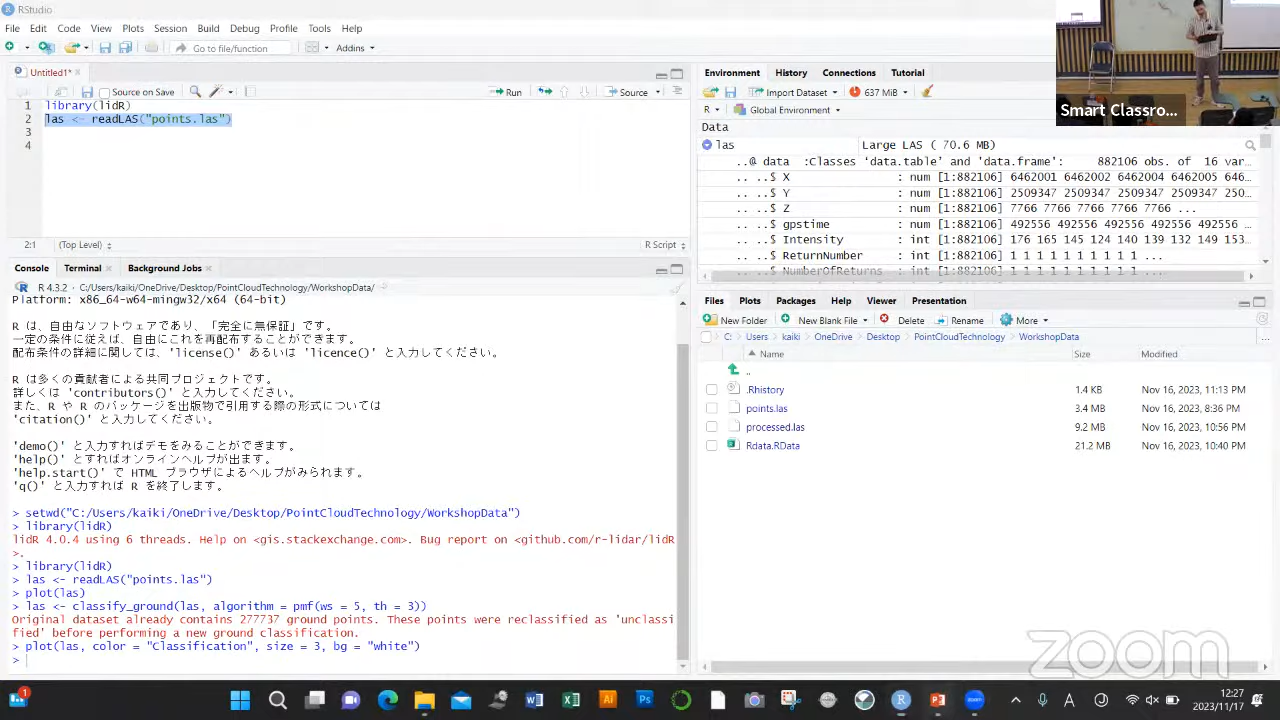 RStudio
File Edit Code View Plots Session Build Debug Profile Tools Help
Go to file/function Addins
Untitled1*
Source on Save Run Source
1 library(lidR)
2 las <- readLAS("points.las")
3
4
2:1 (Top Level) R Script
Console Terminal Background Jobs
R 4.3.2 · C:/Users/kaiki/OneDrive/Desktop/PointCloudTechnology/WorkshopData/
Platform: x86_64-w64-mingw32/x64 (64-bit)
R は、自由なソフトウェアであり、「完全に無保証」です。
一定の条件に従えば、自由にこれを再配布することができます。
配布条件の詳細に関しては、'license()' あるいは 'licence()' と入力してください。
R は多くの貢献者による共同プロジェクトです。
詳しくは 'contributors()' と入力してください。
また、R や R のパッケージを出版物で引用する際の形式については
'citation()' と入力してください。
'demo()' と入力すればデモをみることができます。
'help()' とすればオンラインヘルプが出ます。
'help.start()' で HTML ブラウザによるヘルプがみられます。
'q()' と入力すれば R を終了します。
> setwd("C:/Users/kaiki/OneDrive/Desktop/PointCloudTechnology/WorkshopData")
> library(lidR)
lidR 4.0.4 using 6 threads. Help on <gis.stackexchange.com>. Bug report on <github.com/r-lidar/lidR
>.
> library(lidR)
> las <- readLAS("points.las")
> plot(las)
> las <- classify_ground(las, algorithm = pmf(ws = 5, th = 3))
Original dataset already contains 277737 ground points. These points were reclassified as 'unclassi
fied' before performing a new ground classification.
> plot(las, color = "Classification", size = 3, bg = "white")
>
Environment History Connections Tutorial
Import Dataset 637 MiB
R Global Environment
Data
las Large LAS ( 70.6 MB)
..@ data :Classes 'data.table' and 'data.frame': 882106 obs. of 16 var…
.. ..$ X : num [1:882106] 6462001 6462002 6462004 6462005 646…
.. ..$ Y : num [1:882106] 2509347 2509347 2509347 2509347 250…
.. ..$ Z : num [1:882106] 7766 7766 7766 7766 7766 ...
.. ..$ gpstime : num [1:882106] 492556 492556 492556 492556 492556 …
.. ..$ Intensity : int [1:882106] 176 165 145 124 140 139 132 149 153…
.. ..$ ReturnNumber : int [1:882106] 1 1 1 1 1 1 1 1 1 1 ...
.. ..$ NumberOfReturns : int [1:882106] 1 1 1 1 1 1 1 1 1 1 ...
Smart Classro...
Files Plots Packages Help Viewer Presentation
New Folder New Blank File Delete Rename More
C: Users kaiki OneDrive Desktop PointCloudTechnology WorkshopData ...
Name Size Modified
..
.Rhistory 1.4 KB Nov 16, 2023, 11:13 PM
points.las 3.4 MB Nov 16, 2023, 8:36 PM
processed.las 9.2 MB Nov 16, 2023, 10:56 PM
Rdata.RData 21.2 MB Nov 16, 2023, 10:40 PM
zoom
1 A 12:27
2023/11/17